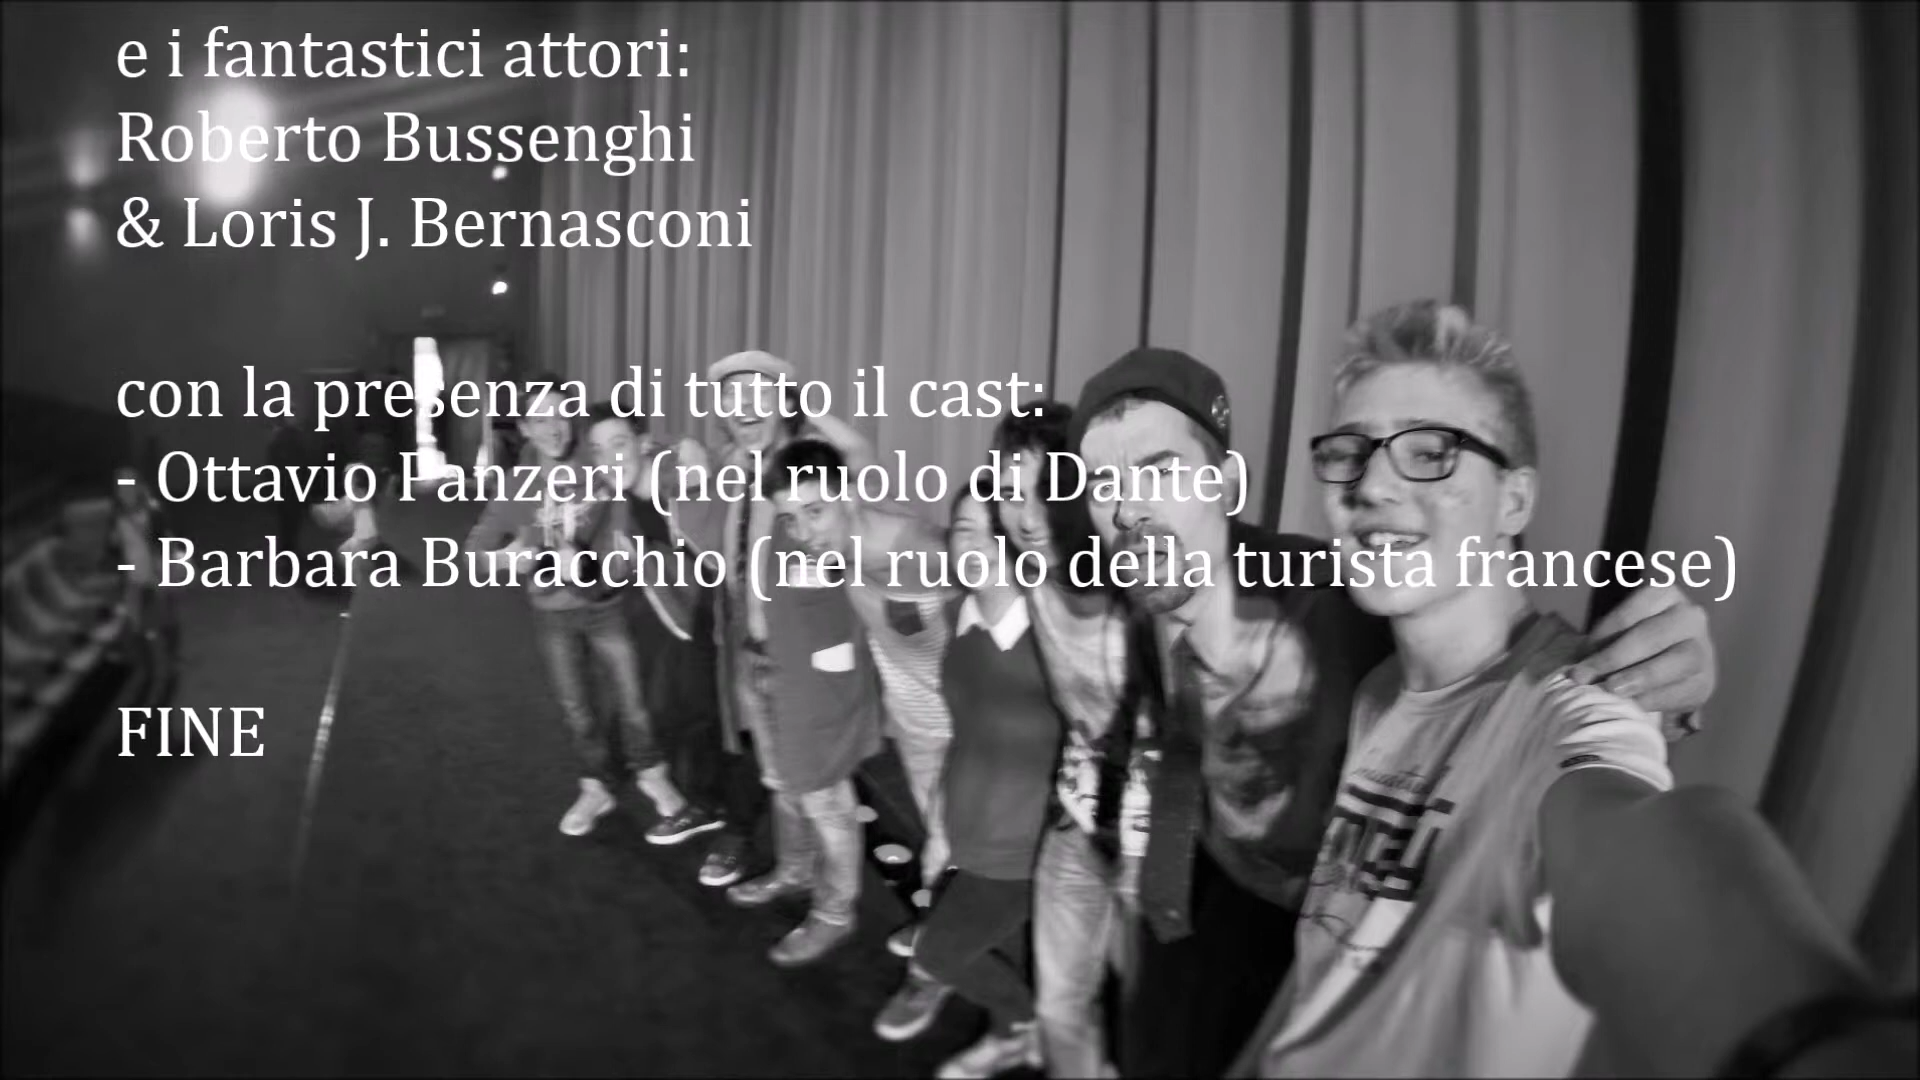 e i fantastici attori:
Roberto Bussenghi
& Loris J. Bernasconi
con la presenza di tutto il cast:
- Ottavio Panzeri (nel ruolo di Dante)
- Barbara Buracchio (nel ruolo della turista francese)
FINE